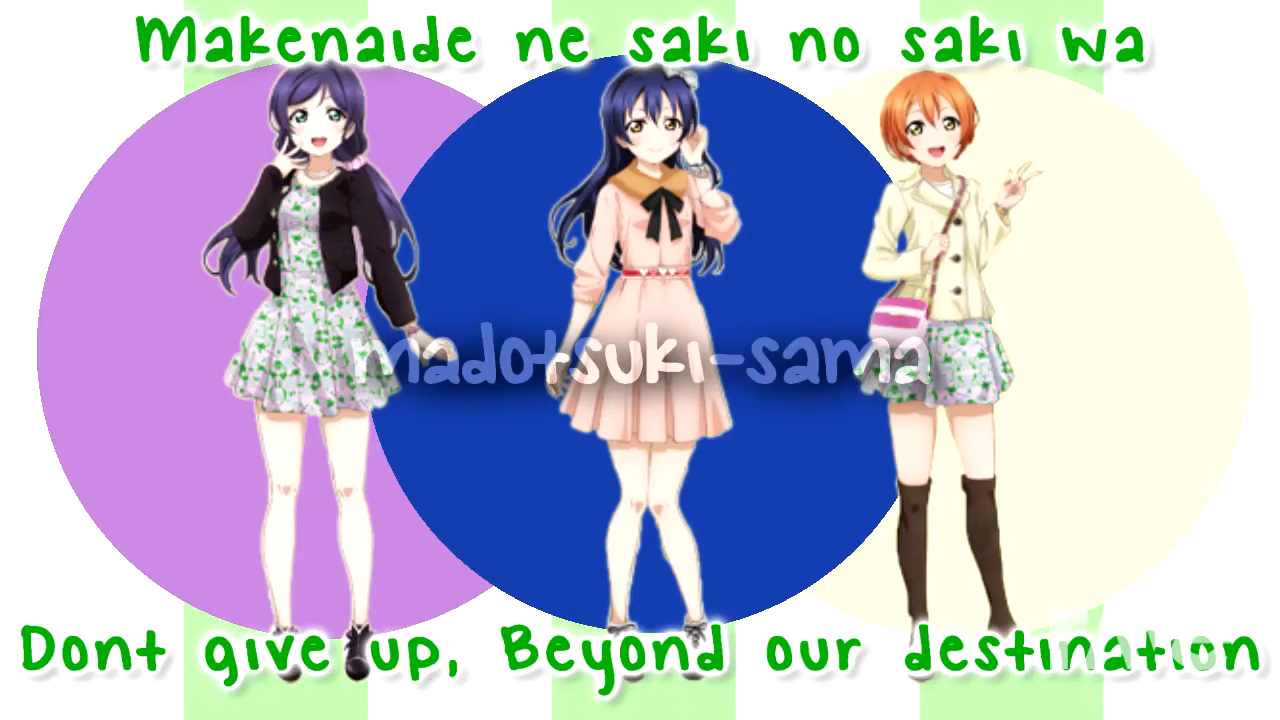 Makenaide ne saki no saki wa
madotsuki-sama
Dont give up, Beyond our destination